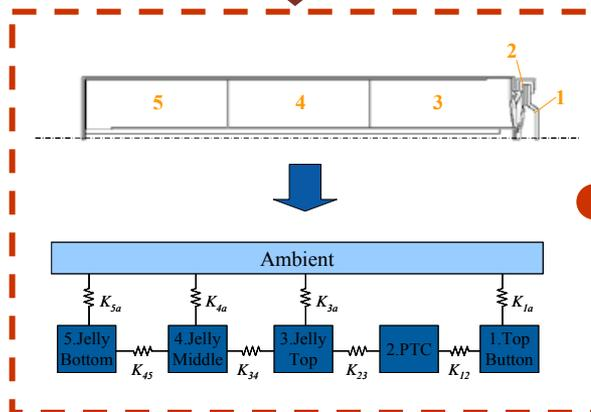 2
5 4 3 1
Ambient
K5a K4a K3a K1a
5.Jelly
Bottom
4.Jelly
Middle
3.Jelly
Top
2.PTC
1.Top
Button
K45 K34 K23 K12